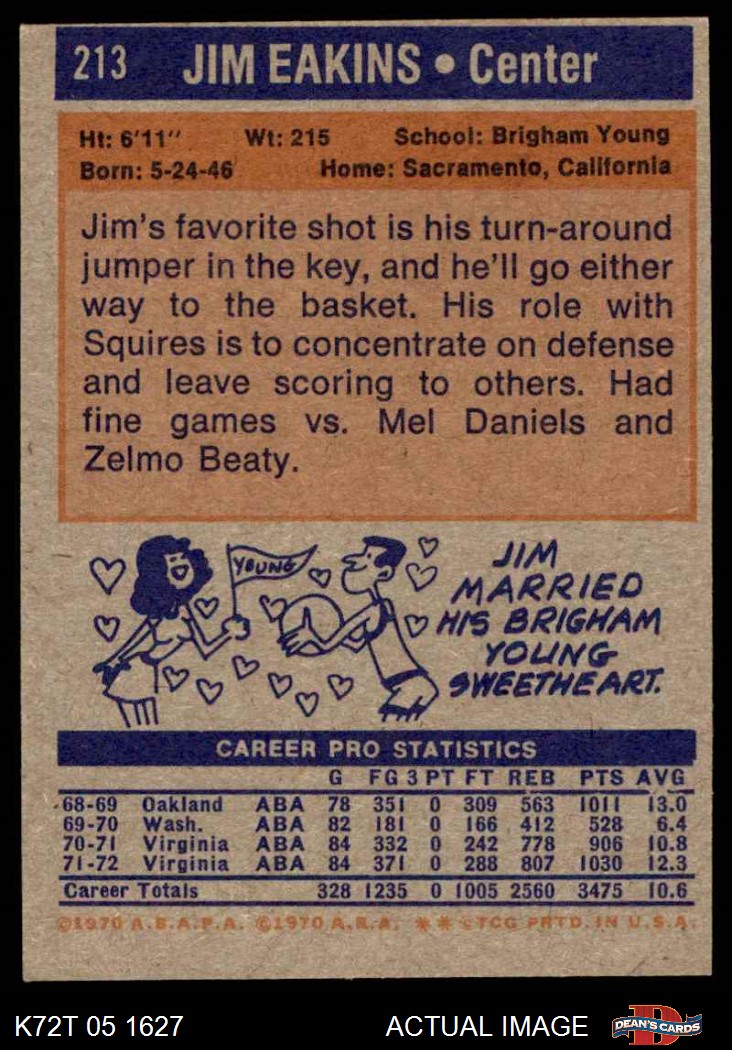 213 JIM EAKINS • Center
Ht: 6'11" Wt: 215 School: Brigham Young
Born: 5-24-46 Home: Sacramento, California
Jim's favorite shot is his turn-around
jumper in the key, and he'll go either
way to the basket. His role with
Squires is to concentrate on defense
and leave scoring to others. Had
fine games vs. Mel Daniels and
Zelmo Beaty.
YOUNG
JIM
MARRIED
HIS BRIGHAM
YOUNG
SWEETHEART.
CAREER PRO STATISTICS
G FG 3 PT FT REB PTS AVG
68-69 Oakland ABA 78 351 0 309 563 1011 13.0
69-70 Wash. ABA 82 181 0 166 412 528 6.4
70-71 Virginia ABA 84 332 0 242 778 906 10.8
71-72 Virginia ABA 84 371 0 288 807 1030 12.3
Career Totals 328 1235 0 1005 2560 3475 10.6
©1970 A.B.A.P.A. ©1970 A.B.A. ** ©TCG PRTD. IN U.S.A.
K72T 05 1627 ACTUAL IMAGE D DEAN'S CARDS